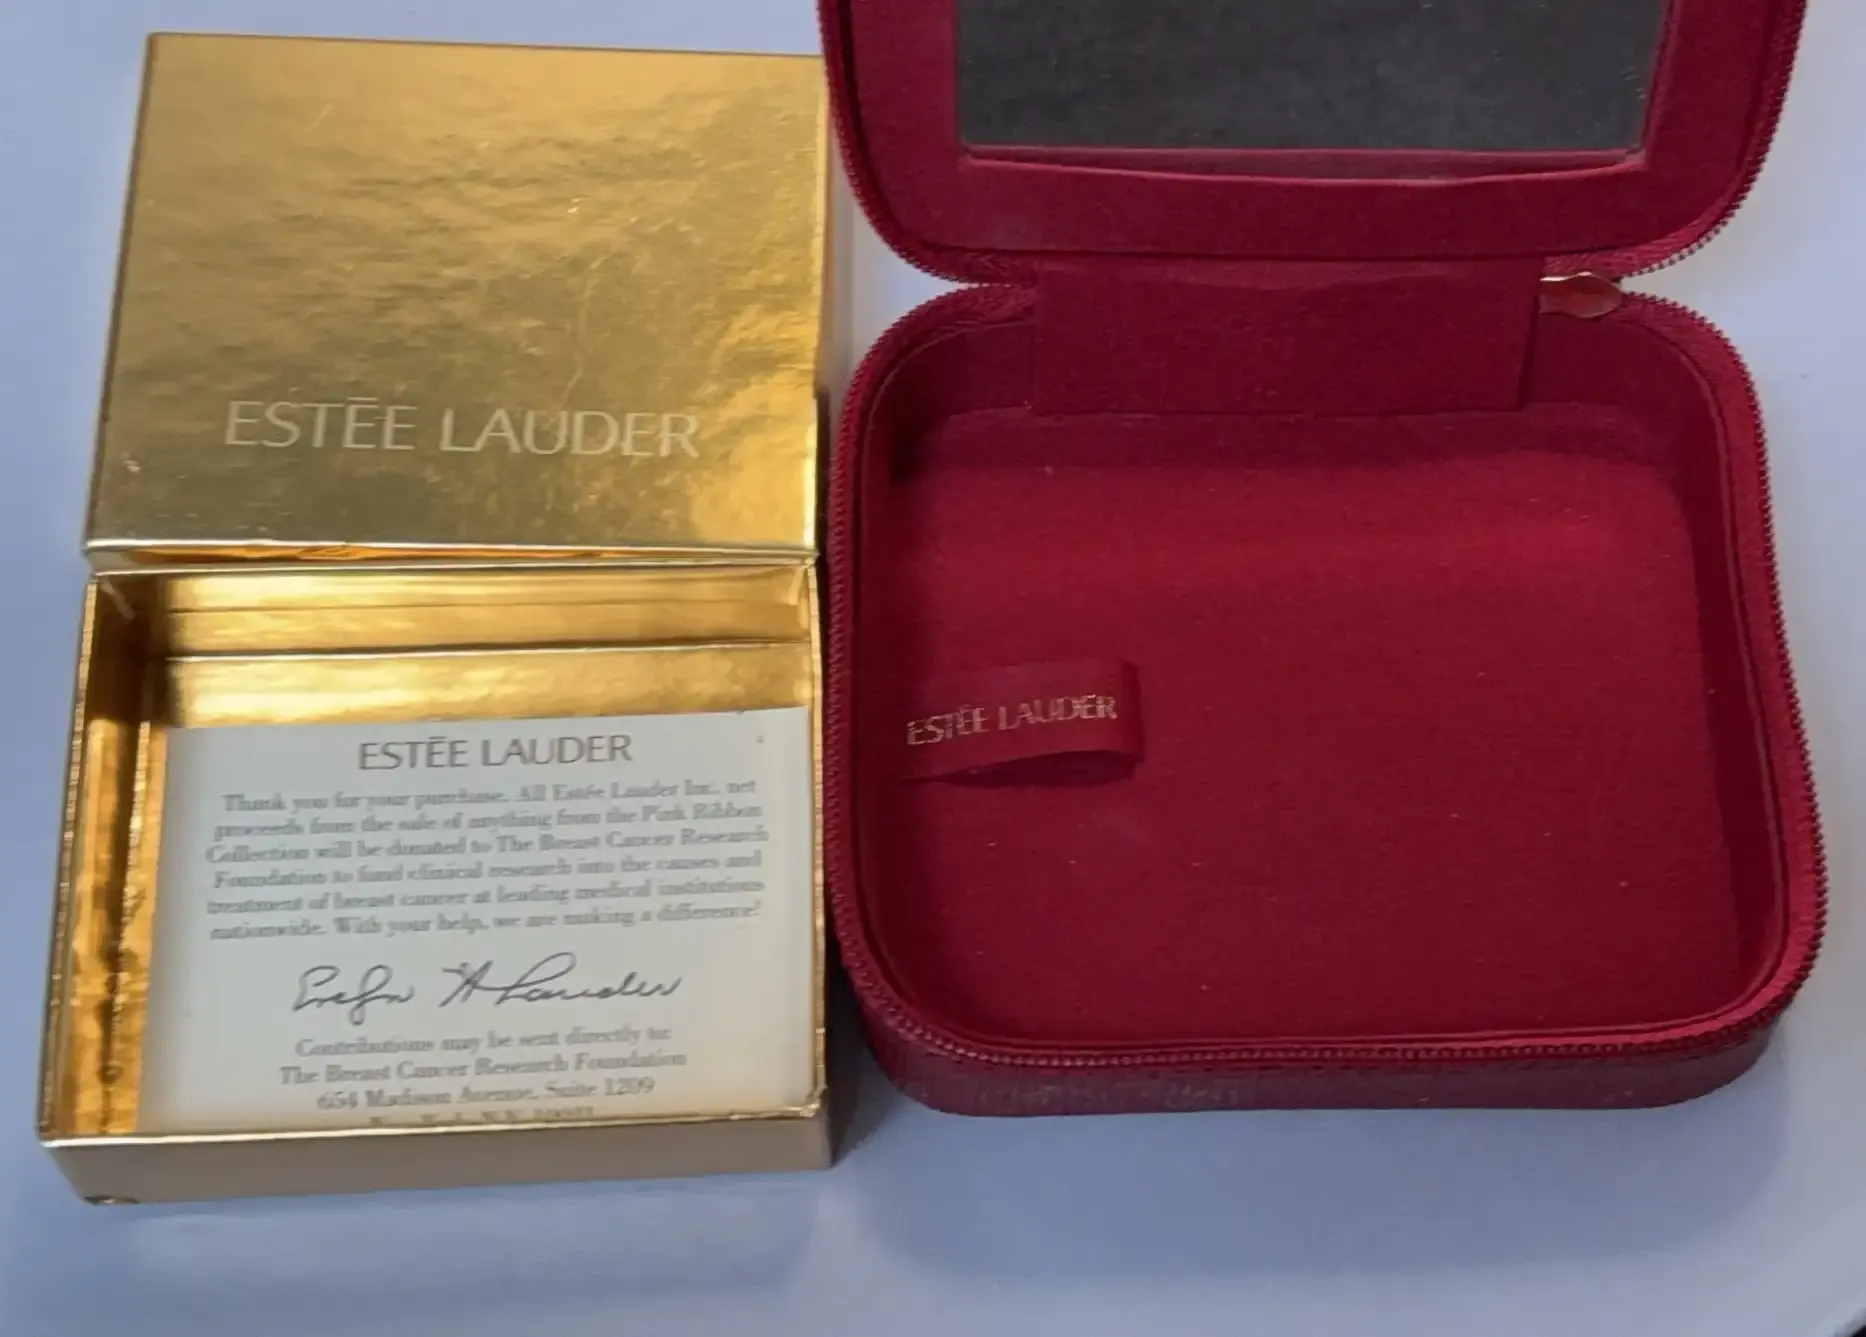 ESTĒE LAUDER
ESTĒE LAUDER
Thank you for your purchase. All Estée Lauder Inc. net
proceeds from the sale of anything from the Pink Ribbon
Collection will be donated to The Breast Cancer Research
Foundation to fund clinical research into the causes and
treatment of breast cancer at leading medical institutions
nationwide. With your help, we are making a difference!
Evelyn H. Lauder
Contributions may be sent directly to:
The Breast Cancer Research Foundation
654 Madison Avenue, Suite 1209
ESTĒE LAUDER